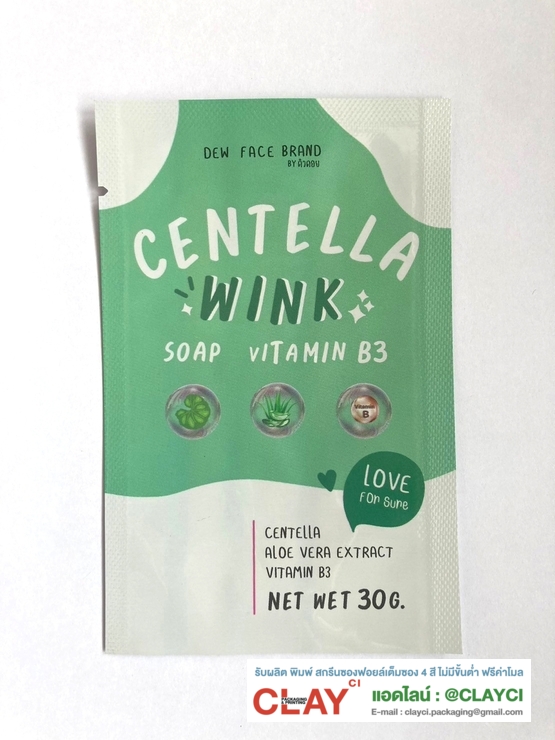 DEW FACE BRAND
BY ดิวคอย
CENTELLA
WINK
SOAP VITAMIN B3
Vitamin
B
LOVE
FOR SURE
CENTELLA
ALOE VERA EXTRACT
VITAMIN B3
NET WET 30G.
รับผลิต พิมพ์ สกรีนซองฟอยล์เต็มซอง 4 สี ไม่มีขั้นต่ำ ฟรีค่าโมล
CLAY CI
PACKAGING & PRINTING
แอดไลน์ : @CLAYCI
E-mail : clayci.packaging@gmail.com